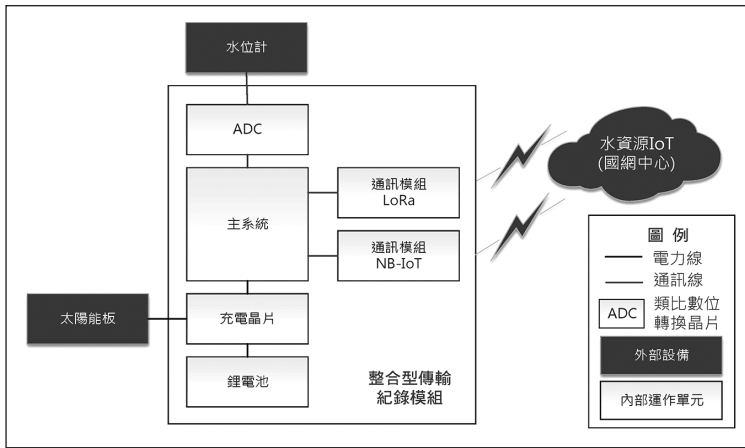 水位計
ADC
主系統
通訊模組
LoRa
通訊模組
NB-IoT
水資源IoT
(國網中心)
太陽能板
充電晶片
鋰電池
整合型傳輸
紀錄模組
圖 例
電力線
通訊線
ADC
類比數位
轉換晶片
外部設備
內部運作單元